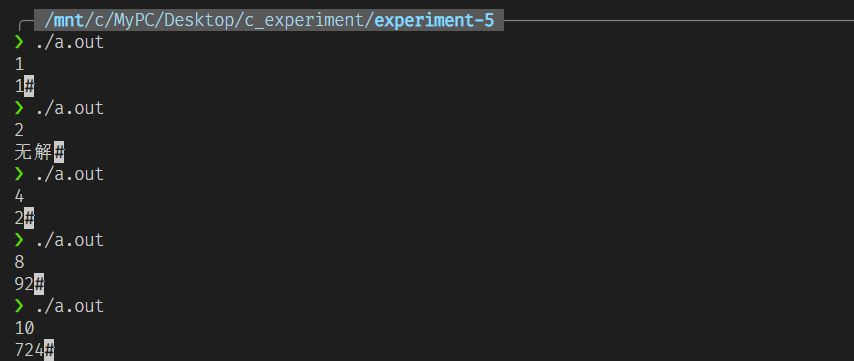 /mnt/c/MyPC/Desktop/c_experiment/experiment-5
❯ ./a.out
1
1#
❯ ./a.out
2
无解#
❯ ./a.out
4
2#
❯ ./a.out
8
92#
❯ ./a.out
10
724#